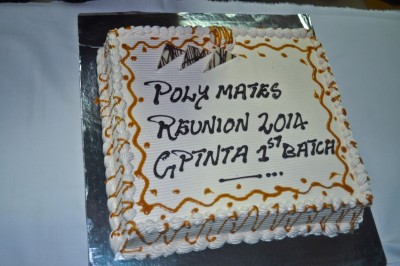 POLY MATES
REUNION 2014
GPTNTA 1ST BATCH